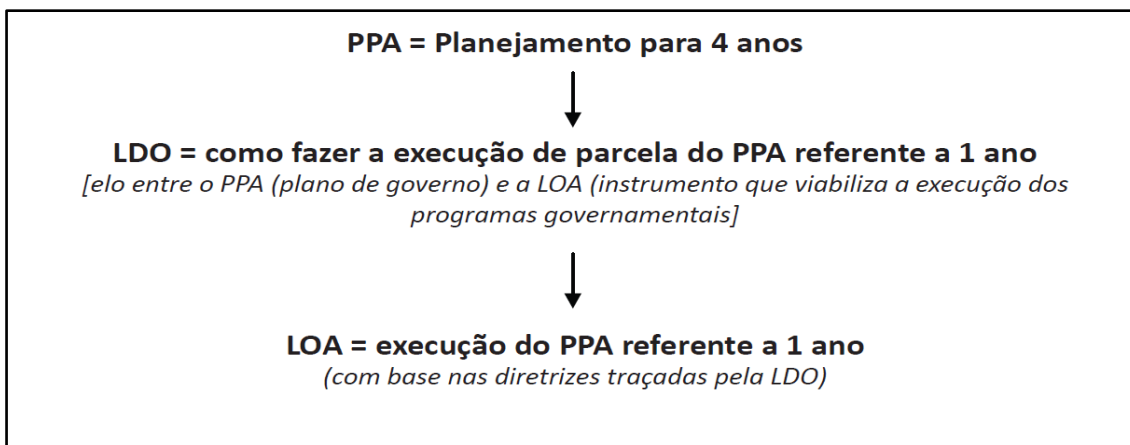 PPA = Planejamento para 4 anos
LDO = como fazer a execução de parcela do PPA referente a 1 ano
[elo entre o PPA (plano de governo) e a LOA (instrumento que viabiliza a execução dos
programas governamentais]
LOA = execução do PPA referente a 1 ano
(com base nas diretrizes traçadas pela LDO)